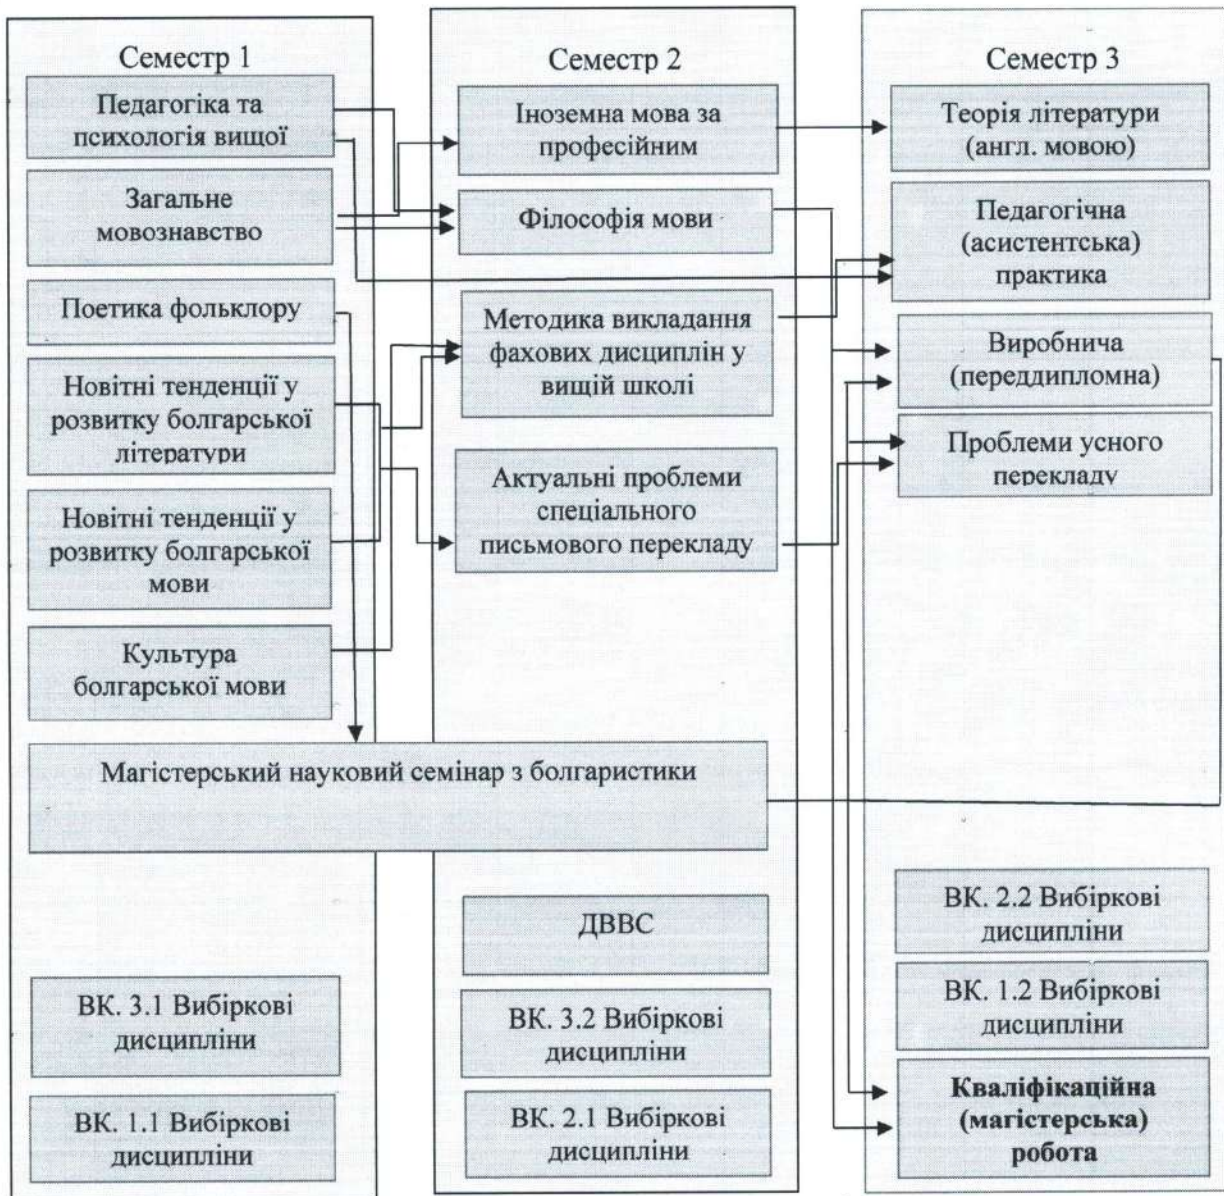 Семестр 1
Педагогіка та
психологія вищої
Загальне
мовознавство
Поетика фольклору
Новітні тенденції у
розвитку болгарської
літератури
Новітні тенденції у
розвитку болгарської
мови
Культура
болгарської мови
Магістерський науковий семінар з болгаристики
ВК. 3.1 Вибіркові
дисципліни
ВК. 1.1 Вибіркові
дисципліни
Семестр 2
Іноземна мова за
професійним
Філософія мови
Методика викладання
фахових дисциплін у
вищій школі
Актуальні проблеми
спеціального
письмового перекладу
ДВВС
ВК. 3.2 Вибіркові
дисципліни
ВК. 2.1 Вибіркові
дисципліни
Семестр 3
Теорія літератури
(англ. мовою)
Педагогічна
(асистентська)
практика
Виробнича
(переддипломна)
Проблеми усного
перекладу
ВК. 2.2 Вибіркові
дисципліни
ВК. 1.2 Вибіркові
дисципліни
Кваліфікаційна
(магістерська)
робота